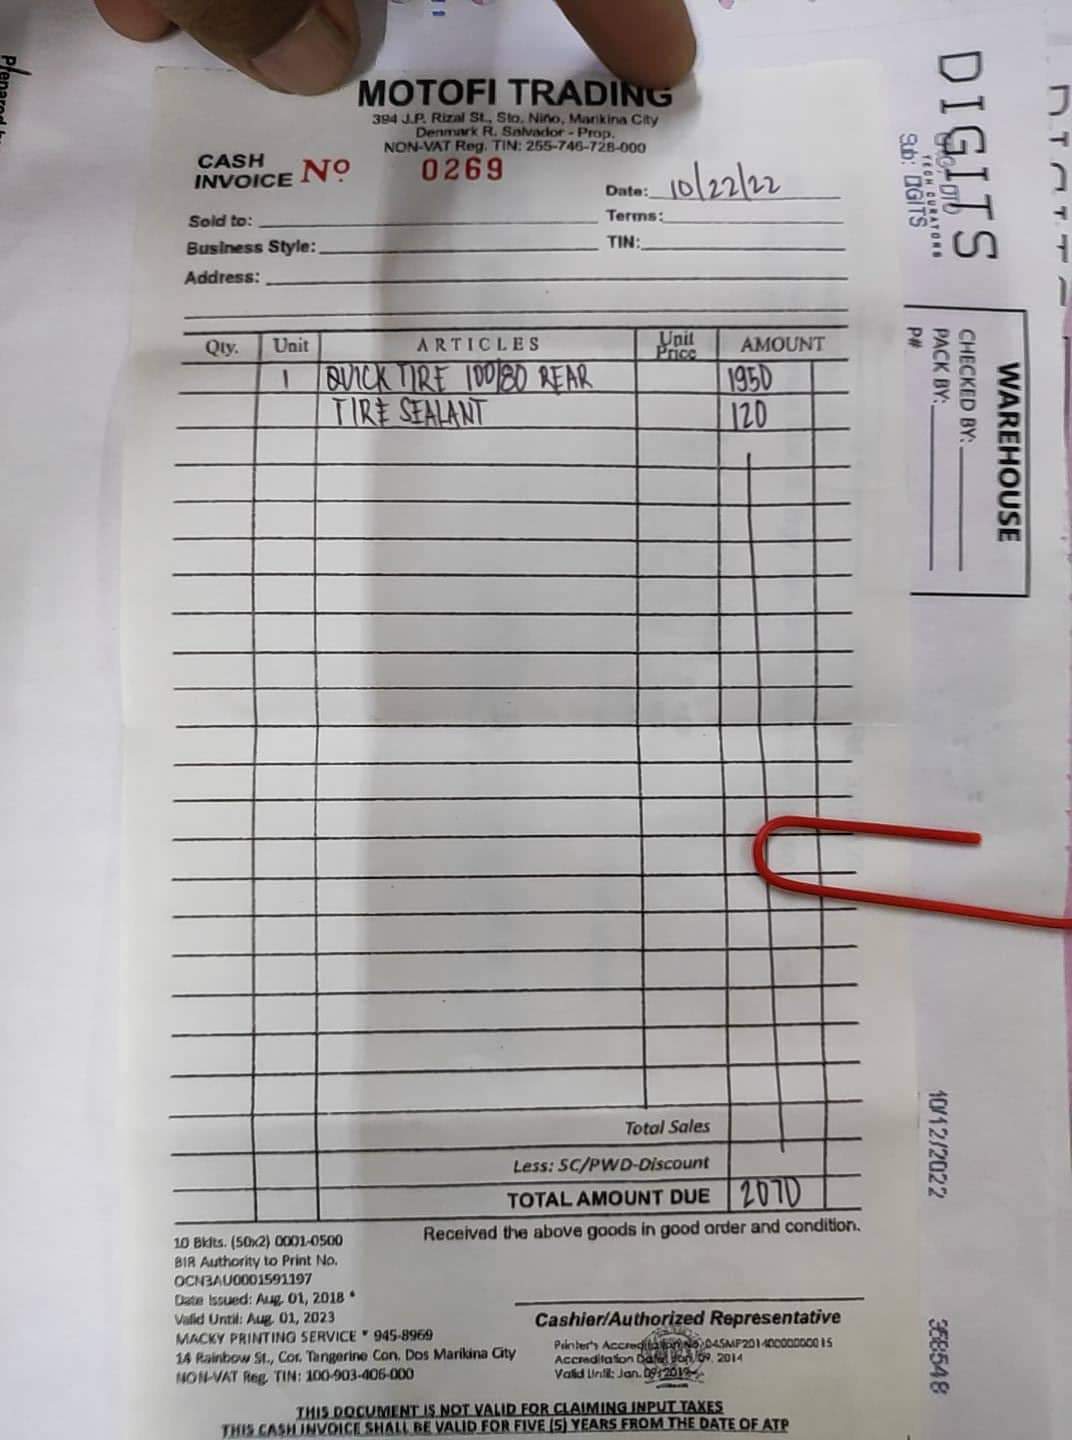 MOTOFI TRADING
394 J.P. Rizal St., Sto. Niño, Marikina City
Denmark R. Salvador - Prop.
NON-VAT Reg. TIN: 255-746-728-000
CASH INVOICE Nº 0269
Date: 10/22/22
Sold to: Terms:
Business Style: TIN:
Address:
Qty. Unit ARTICLES Unit Price AMOUNT
1 QUICK TIRE 100/80 REAR 1950
TIRE SEALANT 120
Total Sales
Less: SC/PWD-Discount
TOTAL AMOUNT DUE 2070
Received the above goods in good order and condition.
10 Bklts. (50x2) 0001-0500
BIR Authority to Print No.
OCN3AU0001591197
Date Issued: Aug. 01, 2018 *
Valid Until: Aug. 01, 2023
MACKY PRINTING SERVICE * 945-8969
14 Rainbow St., Cor. Tangerine Con. Dos Marikina City
NON-VAT Reg. TIN: 100-903-406-000
Cashier/Authorized Representative
Printer's Accreditation No. 045MP20140000000015
Accreditation Date: Jan. 09, 2014
Valid Until: Jan. 09, 2019
THIS DOCUMENT IS NOT VALID FOR CLAIMING INPUT TAXES
THIS CASH INVOICE SHALL BE VALID FOR FIVE (5) YEARS FROM THE DATE OF ATP
DIGITS
TECH CURATORS
Sub: DIGITS
WAREHOUSE
CHECKED BY:
PACK BY:
P#
10/12/2022
358548